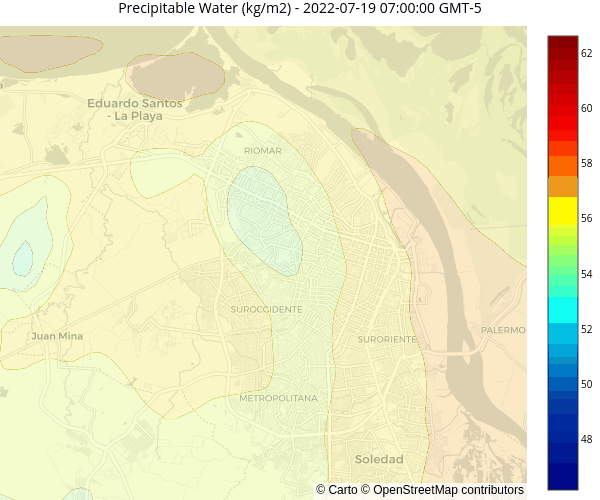 Precipitable Water (kg/m2) - 2022-07-19 07:00:00 GMT-5
62
Eduardo Santos
- La Playa
60
RIOMAR
58
56
54
SUROCCIDENTE
52
PALERMO
Juan Mina
SURORIENTE
50
METROPOLITANA
48
Soledad
© Carto © OpenStreetMap contributors